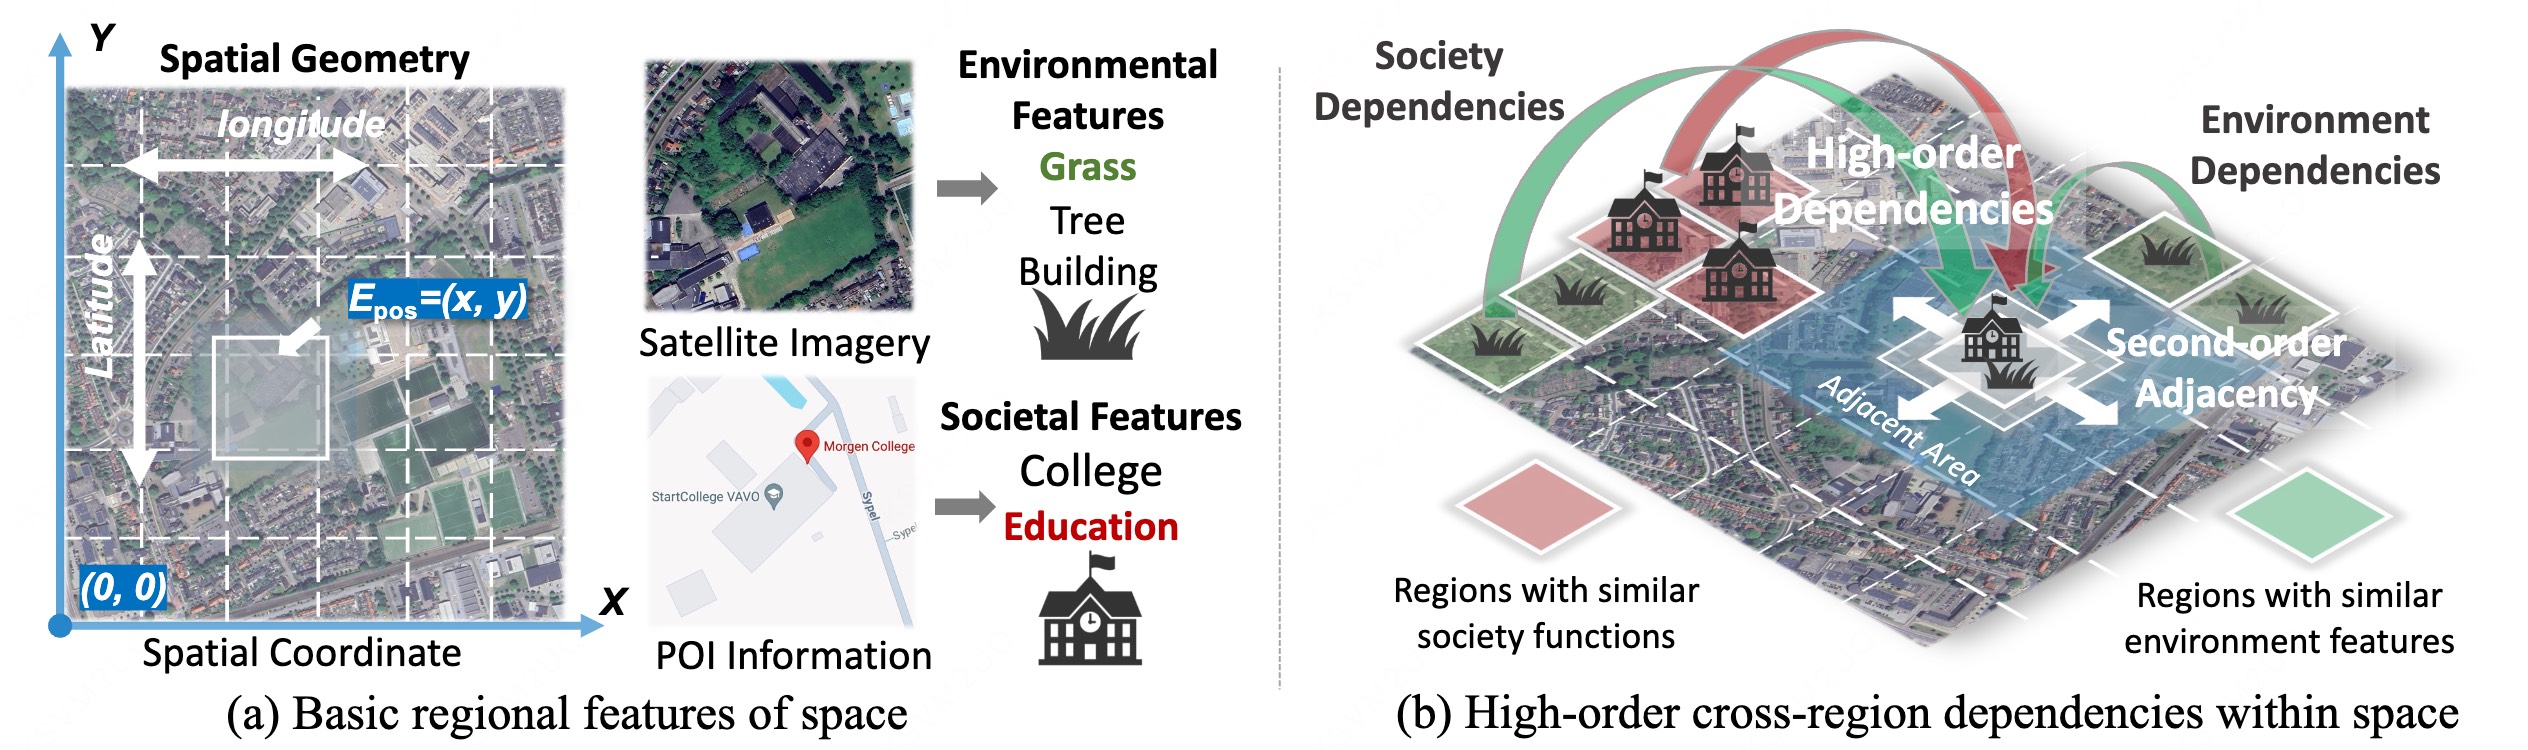 Y
Spatial Geometry
longitude
Latitude
Epos=(x, y)
(0, 0)
X
Spatial Coordinate
Satellite Imagery
Environmental
Features
Grass
Tree
Building
Morgen College
StartCollege VAVO
Sypel
Sypel
POI Information
Societal Features
College
Education
(a) Basic regional features of space
Society
Dependencies
High-order
Dependencies
Environment
Dependencies
Second-order
Adjacency
Adjacent Area
Regions with similar
society functions
Regions with similar
environment features
(b) High-order cross-region dependencies within space